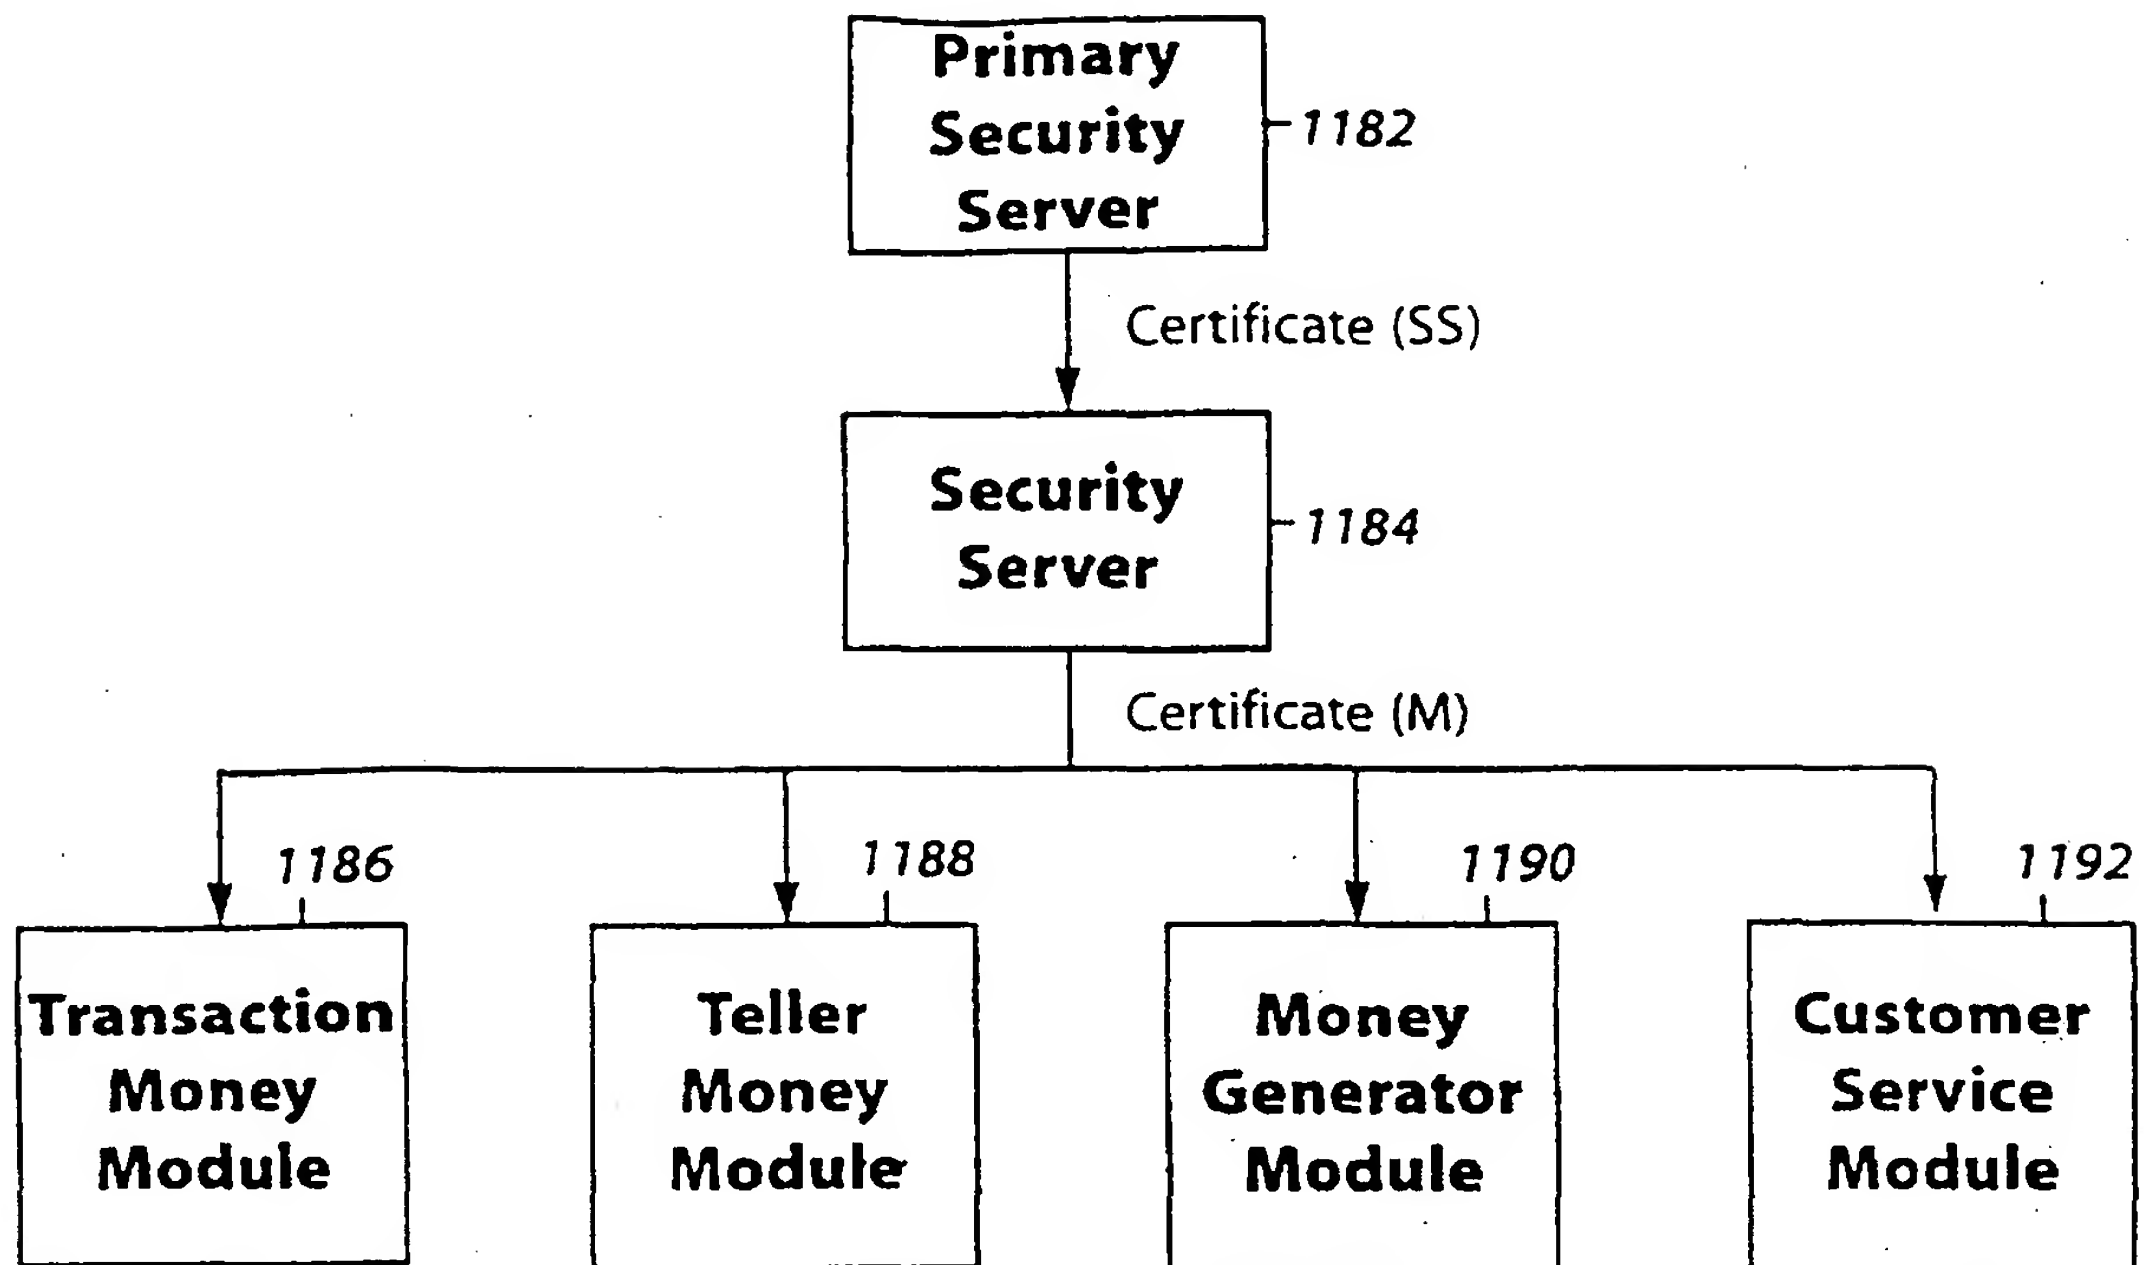 Primary
Security
Server
1182
Certificate (SS)
Security
Server
1184
Certificate (M)
1186
1188
1190
1192
Transaction
Money
Module
Teller
Money
Module
Money
Generator
Module
Customer
Service
Module